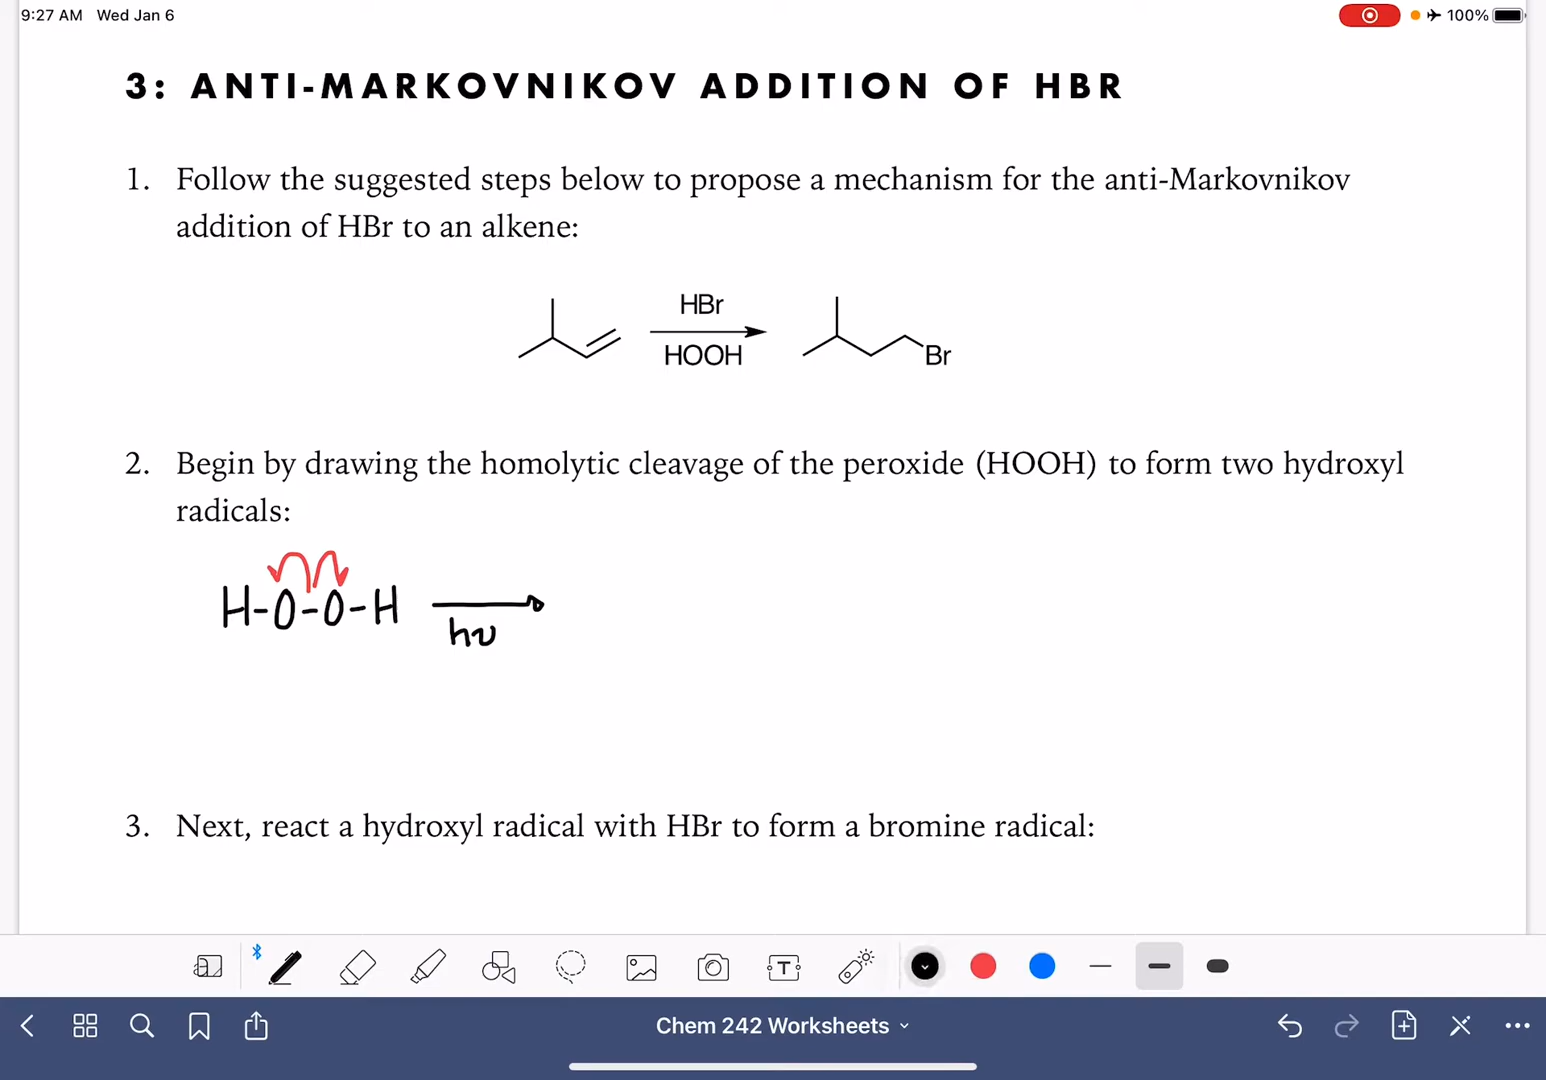 9:27 AM Wed Jan 6
100%
3: ANTI-MARKOVNIKOV ADDITION OF HBR
1. Follow the suggested steps below to propose a mechanism for the anti-Markovnikov
addition of HBr to an alkene:
HBr
HOOH
Br
2. Begin by drawing the homolytic cleavage of the peroxide (HOOH) to form two hydroxyl
radicals:
H-O-O-H
hν
3. Next, react a hydroxyl radical with HBr to form a bromine radical:
Chem 242 Worksheets